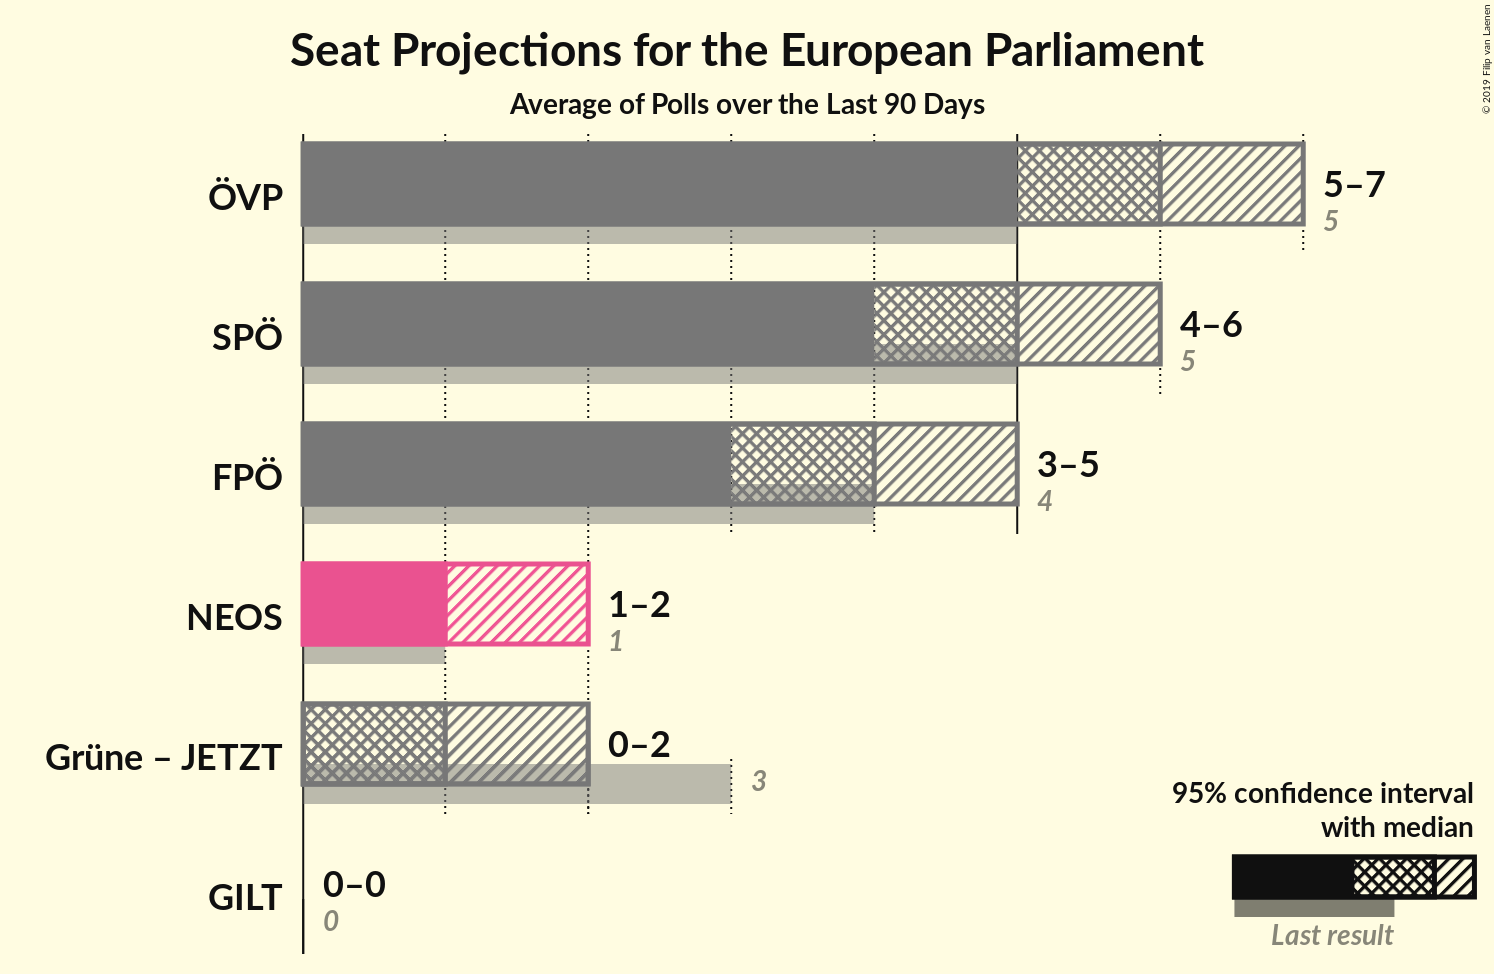 Seat Projections for the European Parliament
Average of Polls over the Last 90 Days
© 2019 Filip van Laenen
ÖVP
5–7
5
SPÖ
4–6
5
FPÖ
3–5
4
NEOS
1–2
1
Grüne – JETZT
0–2
3
GILT
0–0
0
95% confidence interval
with median
Last result